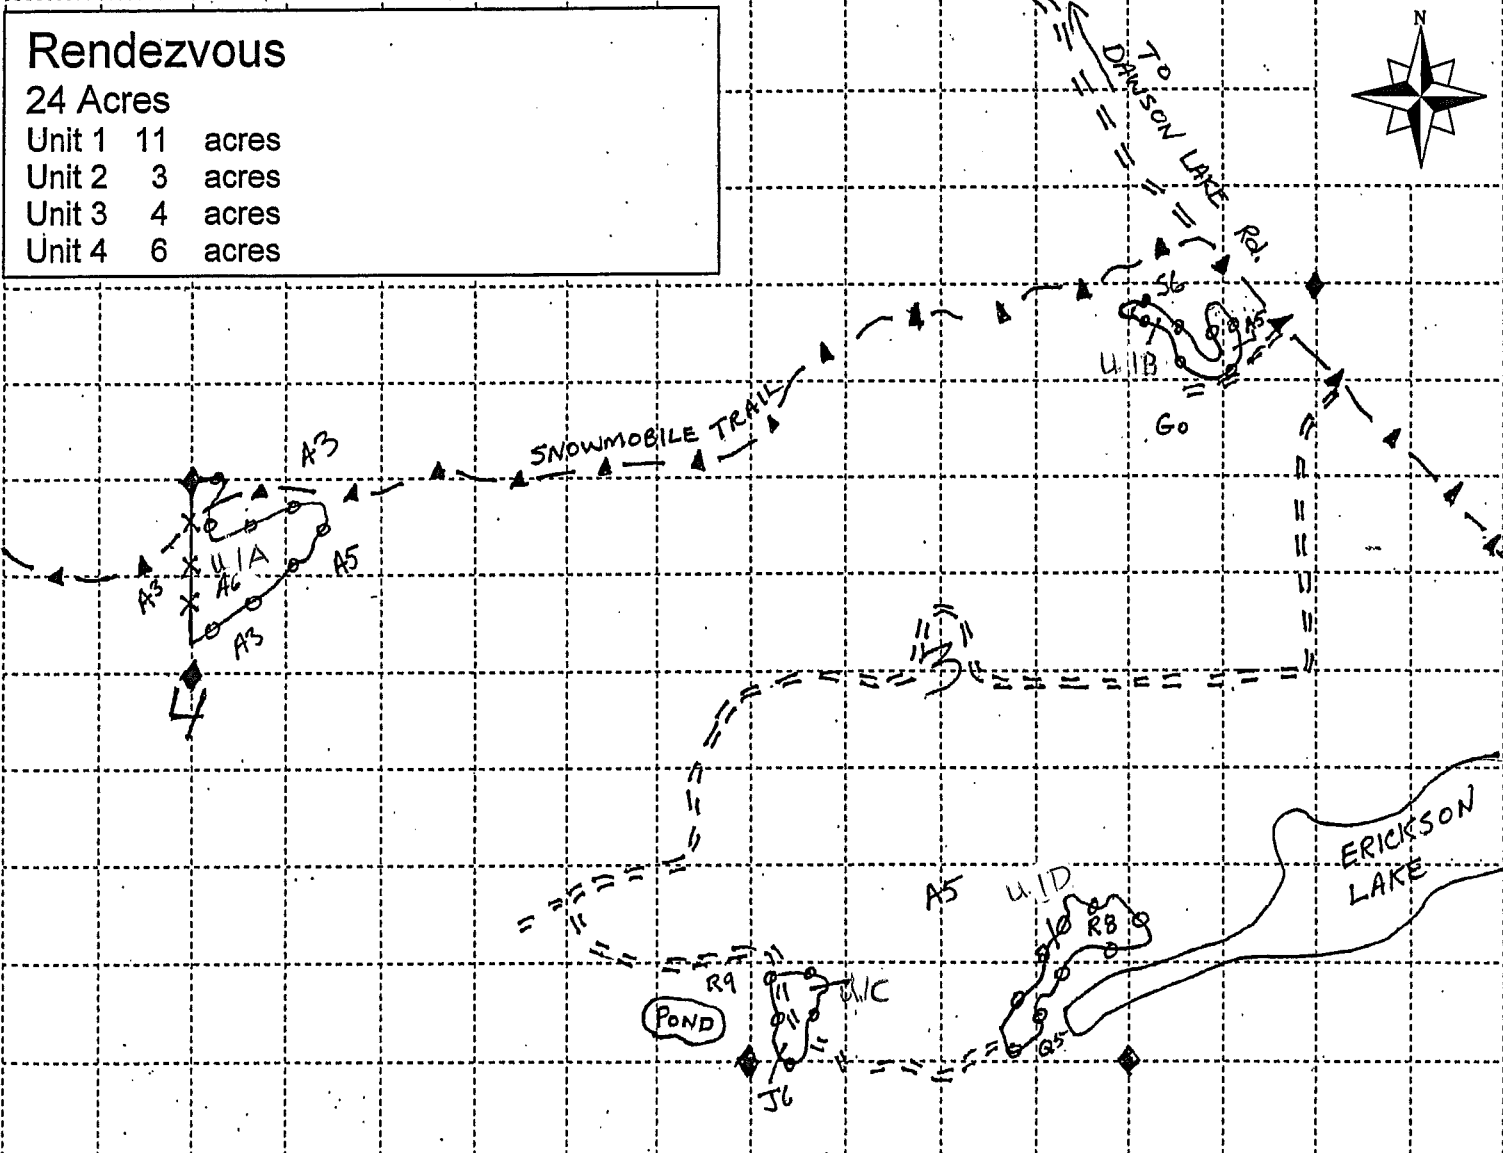 Rendezvous
24 Acres
Unit 1 11 acres
Unit 2 3 acres
Unit 3 4 acres
Unit 4 6 acres
N
TO
DAWSON LAKE Rd.
S6
A5
U.1B
Go
SNOWMOBILE TRAIL
A3
U.1A
A5
A3
A6
A3
3
4
ERICKSON
LAKE
A5
U.1D
R8
R9
U.1C
POND
Q5
J6